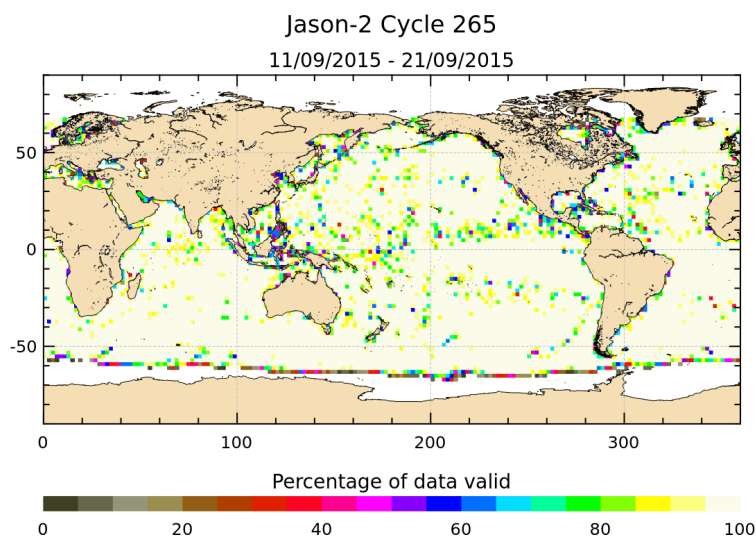 Jason-2 Cycle 265
11/09/2015 - 21/09/2015
50
0
-50
0 100 200 300
Percentage of data valid
0 20 40 60 80 100